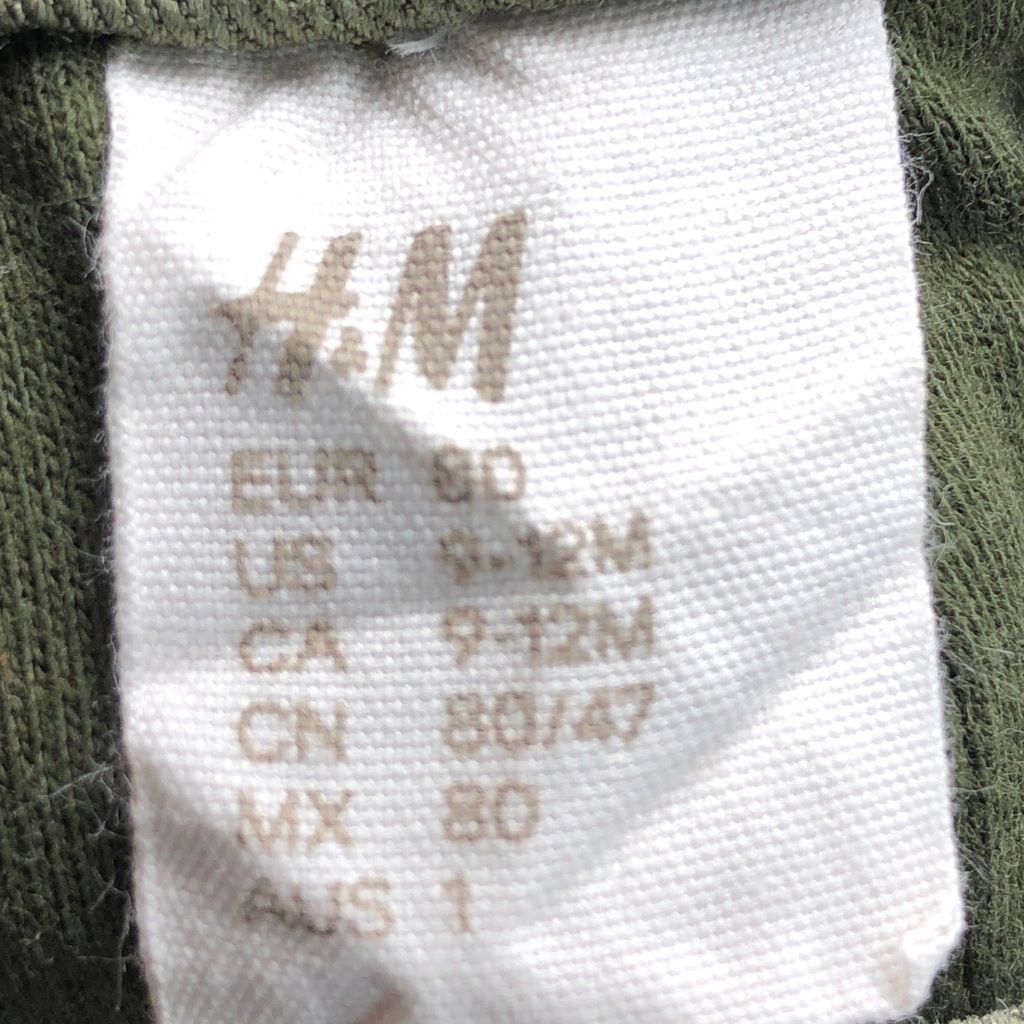 H&M
EUR 80
US 9-12M
CA 9-12M
CN 80/47
MX 80
AUS 1